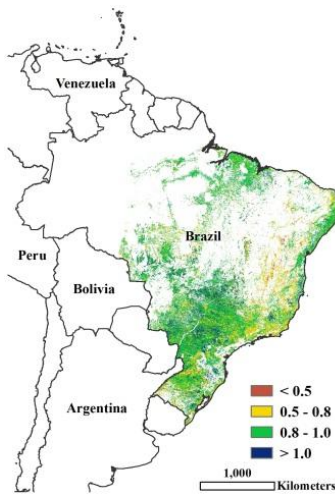 Venezuela
Brazil
Peru
Bolivia
Argentina
< 0.5
0.5 - 0.8
0.8 - 1.0
> 1.0
1,000
Kilometers